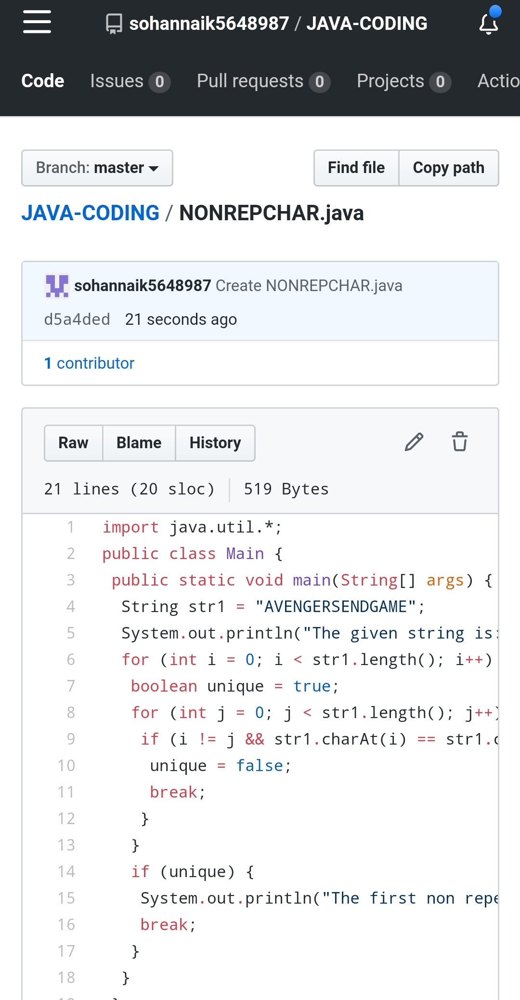 sohannaik5648987 / JAVA-CODING
Code Issues 0 Pull requests 0 Projects 0 Actio
Branch: master Find file Copy path
JAVA-CODING / NONREPCHAR.java
sohannaik5648987 Create NONREPCHAR.java
d5a4ded 21 seconds ago
1 contributor
Raw Blame History
21 lines (20 sloc) 519 Bytes
1 import java.util.*;
2 public class Main {
3 public static void main(String[] args) {
4 String str1 = "AVENGERSENDGAME";
5 System.out.println("The given string is:
6 for (int i = 0; i < str1.length(); i++)
7 boolean unique = true;
8 for (int j = 0; j < str1.length(); j++)
9 if (i != j && str1.charAt(i) == str1.c
10 unique = false;
11 break;
12 }
13 }
14 if (unique) {
15 System.out.println("The first non repe
16 break;
17 }
18 }